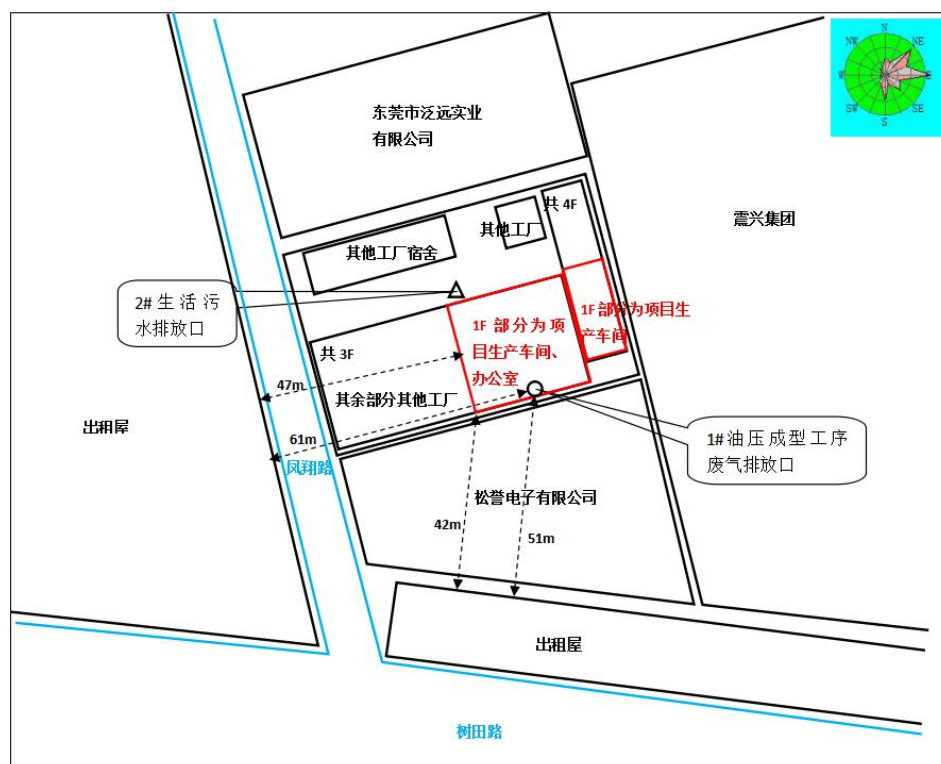 N
NW
NE
W
E
SW
SE
S
东莞市泛远实业
有限公司
共 4F
其他工厂
震兴集团
其他工厂宿舍
2# 生 活 污
水排放口
1F 部分为项
目生产车间、
办公室
1F部分为项目生
产车间
共 3F
47m
其余部分其他工厂
出租屋
61m
1# 油压成型工序
废气排放口
凤翔路
松誉电子有限公司
42m
51m
出租屋
树田路